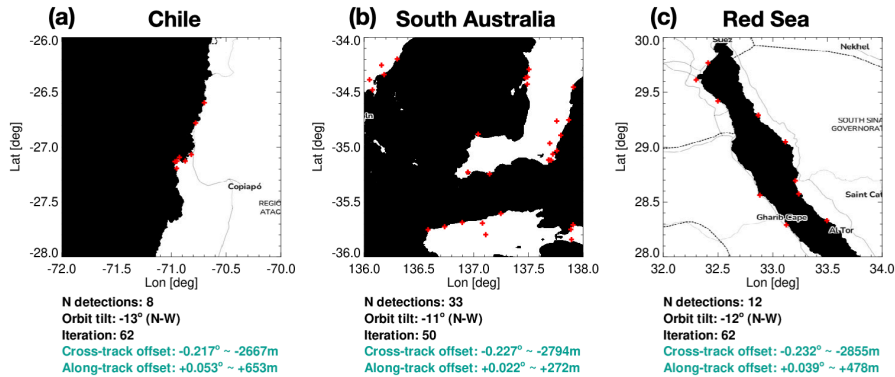 (a) Chile
-26.0
-26.5
-27.0
-27.5
-28.0
Lat [deg]
Copiapó
REGIO
ATAC
-72.0 -71.5 -71.0 -70.5 -70.0
Lon [deg]
N detections: 8
Orbit tilt: -13° (N-W)
Iteration: 62
Cross-track offset: -0.217° ~ -2667m
Along-track offset: +0.053° ~ +653m
(b) South Australia
-34.0
-34.5
-35.0
-35.5
-36.0
Lat [deg]
ln
136.0 136.5 137.0 137.5 138.0
Lon [deg]
N detections: 33
Orbit tilt: -11° (N-W)
Iteration: 50
Cross-track offset: -0.227° ~ -2794m
Along-track offset: +0.022° ~ +272m
(c) Red Sea
30.0
29.5
29.0
28.5
28.0
Lat [deg]
Suez
Nekhel
SOUTH SINA
GOVERNORAT
Saint Cat
Gharib Cape
Al-Tor
32.0 32.5 33.0 33.5 34.0
Lon [deg]
N detections: 12
Orbit tilt: -12° (N-W)
Iteration: 62
Cross-track offset: -0.232° ~ -2855m
Along-track offset: +0.039° ~ +478m